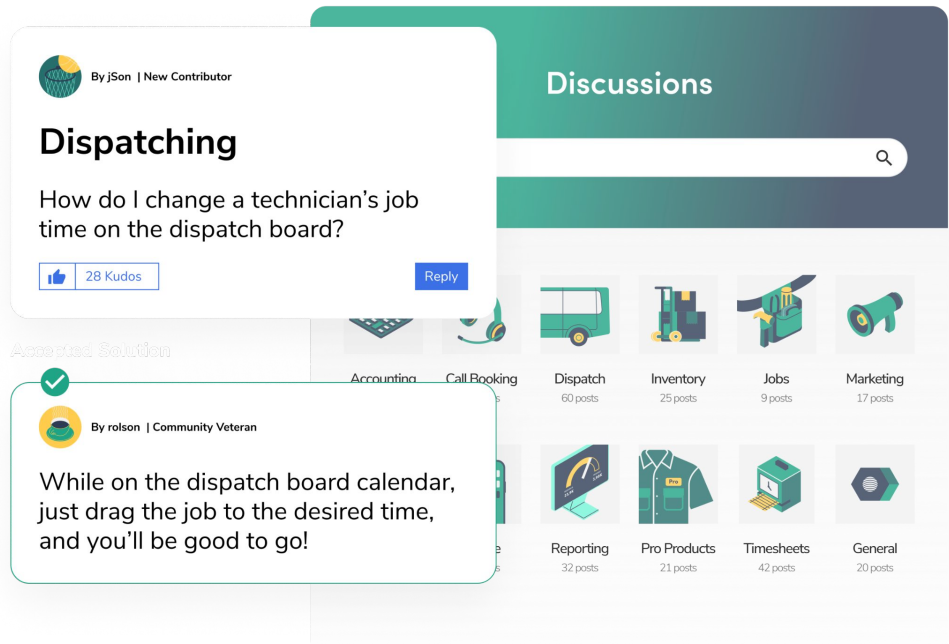 By jSon | New Contributor
Dispatching
How do I change a technician’s job
time on the dispatch board?
28 Kudos
Reply
Accepted Solution
By rolson | Community Veteran
While on the dispatch board calendar,
just drag the job to the desired time,
and you’ll be good to go!
Discussions
Accounting
Call Booking
Dispatch
Inventory
Jobs
Marketing
60 posts
25 posts
9 posts
17 posts
Pro
Reporting
Pro Products
Timesheets
General
32 posts
21 posts
42 posts
20 posts